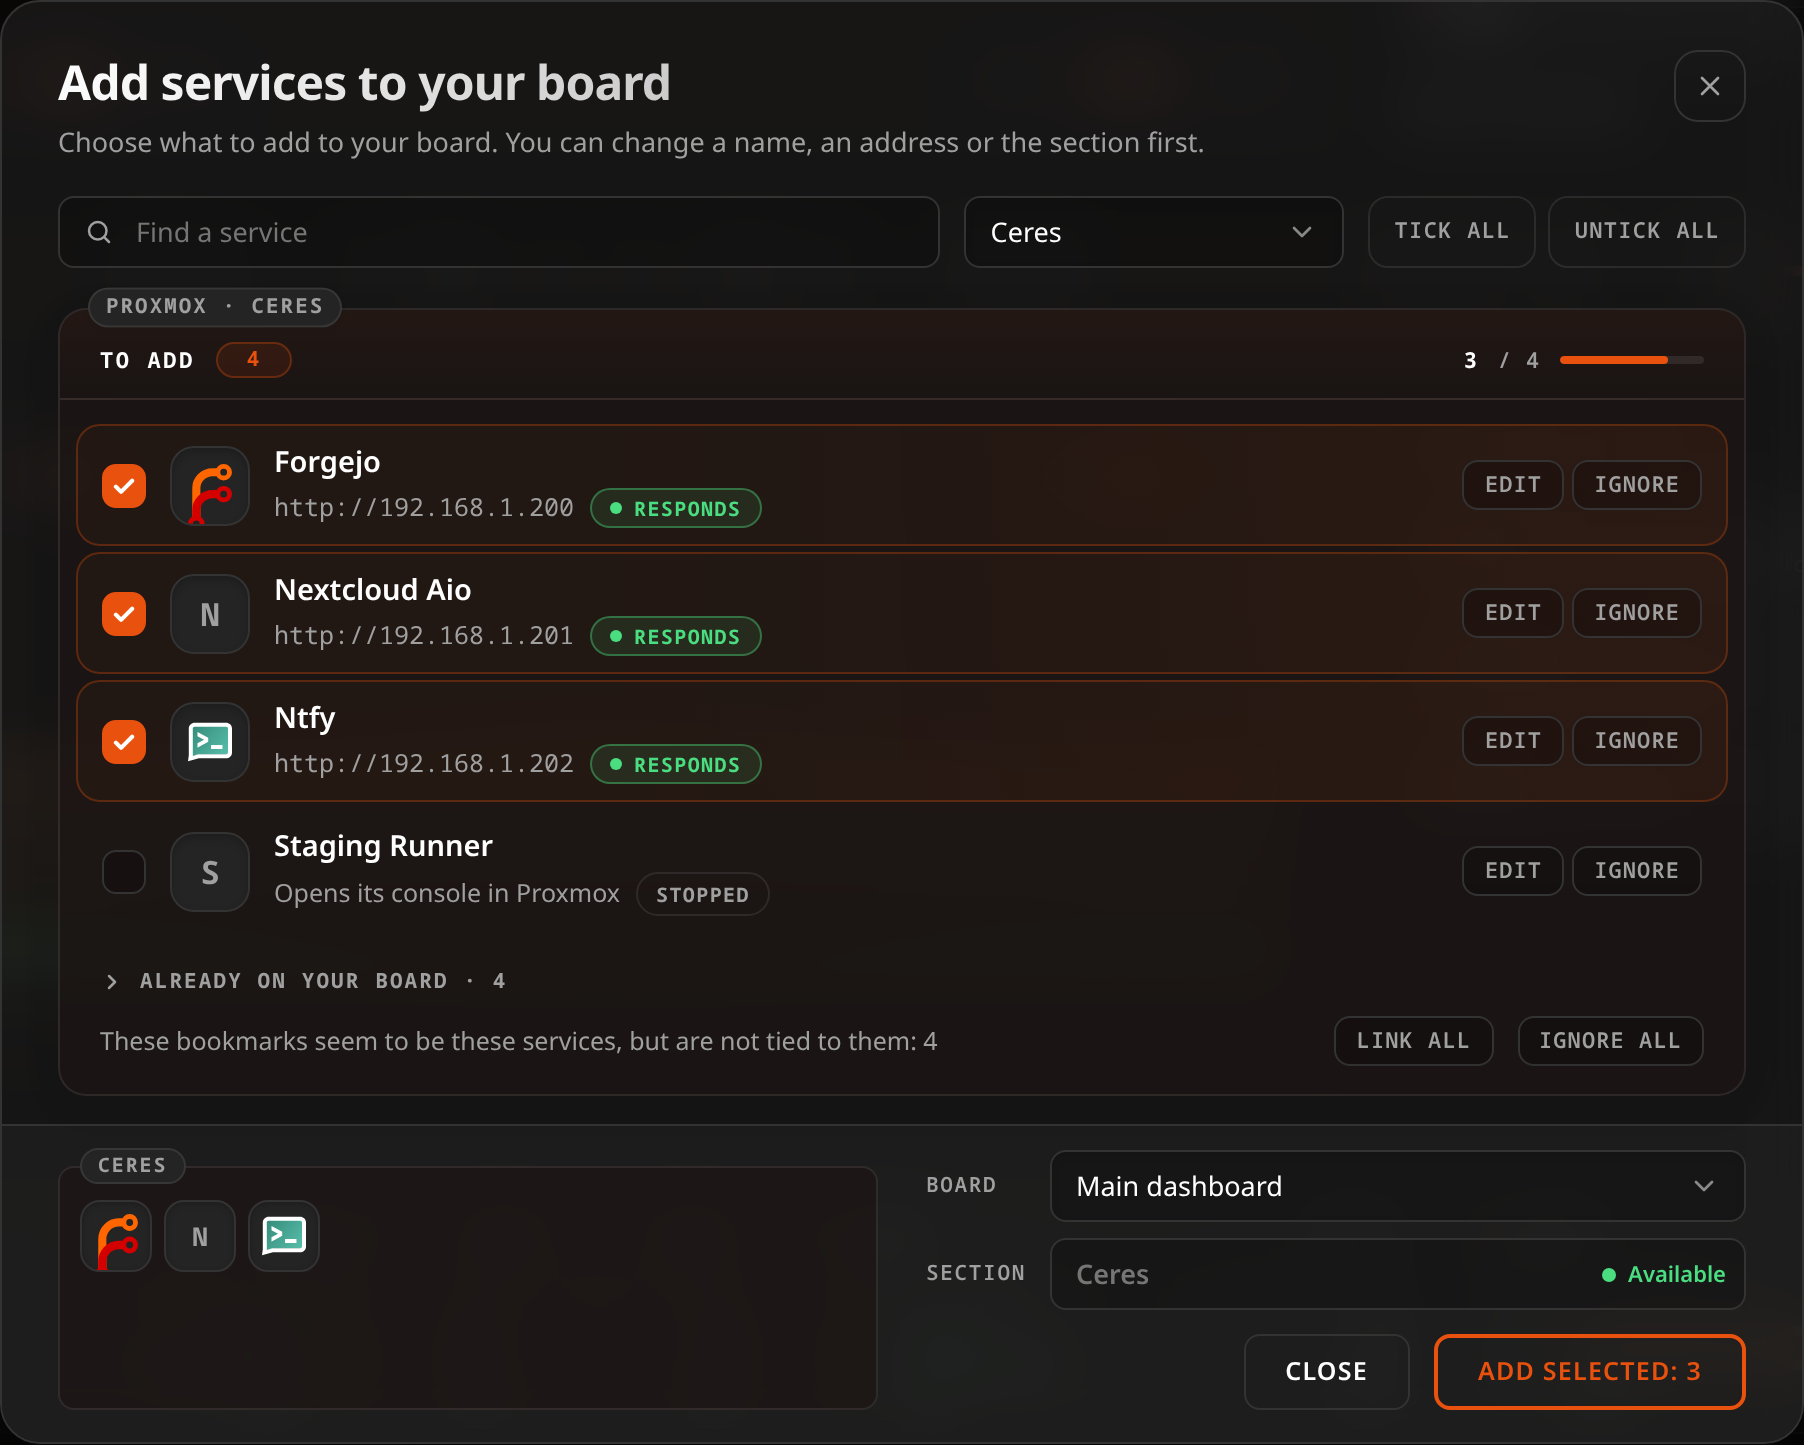 Add services to your board
Choose what to add to your board. You can change a name, an address or the section first.
Find a service
Ceres
TICK ALL
UNTICK ALL
PROXMOX · CERES
TO ADD 4
3 / 4
Forgejo
http://192.168.1.200 RESPONDS
EDIT IGNORE
N
Nextcloud Aio
http://192.168.1.201 RESPONDS
EDIT IGNORE
Ntfy
http://192.168.1.202 RESPONDS
EDIT IGNORE
S
Staging Runner
Opens its console in Proxmox STOPPED
EDIT IGNORE
ALREADY ON YOUR BOARD · 4
These bookmarks seem to be these services, but are not tied to them: 4
LINK ALL IGNORE ALL
CERES
N
BOARD Main dashboard
SECTION Ceres Available
CLOSE ADD SELECTED: 3